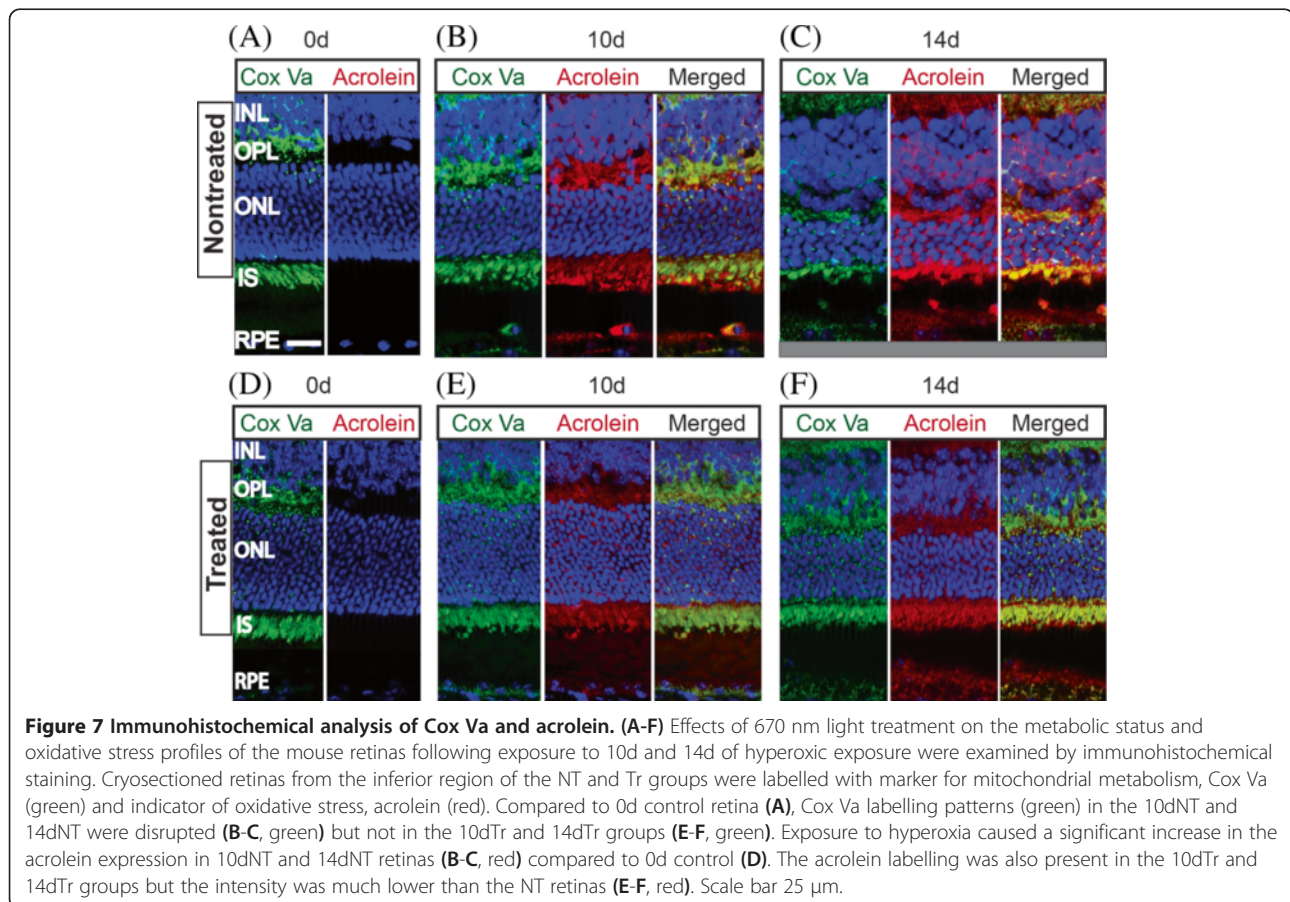 (A) 0d (B) 10d (C) 14d
Cox Va Acrolein Cox Va Acrolein Merged Cox Va Acrolein Merged
Nontreated
INL
OPL
ONL
IS
RPE
(D) 0d (E) 10d (F) 14d
Cox Va Acrolein Cox Va Acrolein Merged Cox Va Acrolein Merged
Treated
INL
OPL
ONL
IS
RPE
Figure 7 Immunohistochemical analysis of Cox Va and acrolein. (A-F) Effects of 670 nm light treatment on the metabolic status and
oxidative stress profiles of the mouse retinas following exposure to 10d and 14d of hyperoxic exposure were examined by immunohistochemical
staining. Cryosectioned retinas from the inferior region of the NT and Tr groups were labelled with marker for mitochondrial metabolism, Cox Va
(green) and indicator of oxidative stress, acrolein (red). Compared to 0d control retina (A), Cox Va labelling patterns (green) in the 10dNT and
14dNT were disrupted (B-C, green) but not in the 10dTr and 14dTr groups (E-F, green). Exposure to hyperoxia caused a significant increase in the
acrolein expression in 10dNT and 14dNT retinas (B-C, red) compared to 0d control (D). The acrolein labelling was also present in the 10dTr and
14dTr groups but the intensity was much lower than the NT retinas (E-F, red). Scale bar 25 μm.